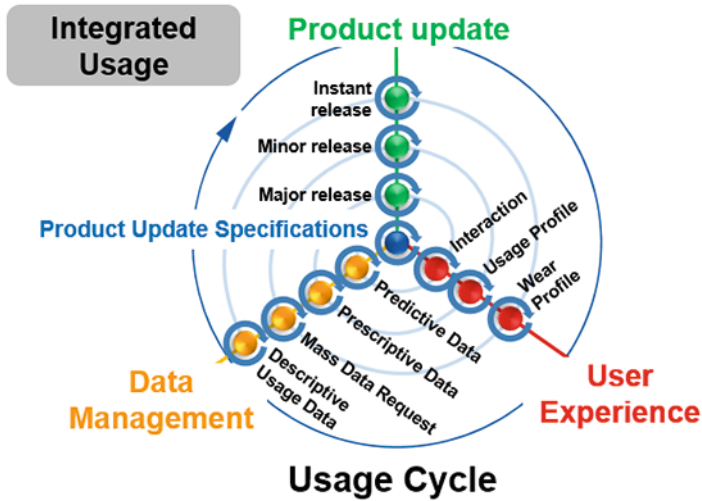 Integrated
Usage
Product update
Instant
release
Minor release
Major release
Product Update Specifications
Interaction
Usage Profile
Wear
Profile
Predictive Data
Prescriptive Data
Mass Data Request
Descriptive
Usage Data
Data
Management
User
Experience
Usage Cycle